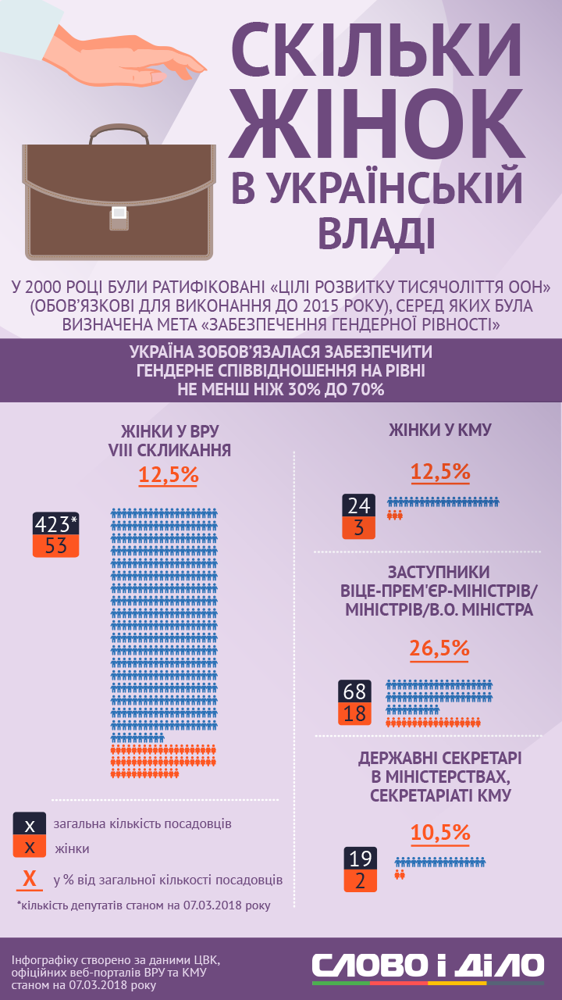 СКІЛЬКИ
ЖІНОК
В УКРАЇНСЬКІЙ
ВЛАДІ
У 2000 РОЦІ БУЛИ РАТИФІКОВАНІ «ЦІЛІ РОЗВИТКУ ТИСЯЧОЛІТТЯ ООН»
(ОБОВ'ЯЗКОВІ ДЛЯ ВИКОНАННЯ ДО 2015 РОКУ), СЕРЕД ЯКИХ БУЛА
ВИЗНАЧЕНА МЕТА «ЗАБЕЗПЕЧЕННЯ ГЕНДЕРНОЇ РІВНОСТІ»
УКРАЇНА ЗОБОВ'ЯЗАЛАСЯ ЗАБЕЗПЕЧИТИ
ГЕНДЕРНЕ СПІВВІДНОШЕННЯ НА РІВНІ
НЕ МЕНШ НІЖ 30% ДО 70%
ЖІНКИ У ВРУ
VIII СКЛИКАННЯ
12,5%
423*
53
ЖІНКИ У КМУ
12,5%
24
3
ЗАСТУПНИКИ
ВІЦЕ-ПРЕМ'ЄР-МІНІСТРІВ/
МІНІСТРІВ/В.О. МІНІСТРА
26,5%
68
18
ДЕРЖАВНІ СЕКРЕТАРІ
В МІНІСТЕРСТВАХ,
СЕКРЕТАРІАТІ КМУ
10,5%
19
2
х загальна кількість посадовців
х жінки
Х у % від загальної кількості посадовців
*кількість депутатів станом на 07.03.2018 року
Інфографіку створено за даними ЦВК,
офіційних веб-порталів ВРУ та КМУ
станом на 07.03.2018 року
СЛОВО і ДіЛО